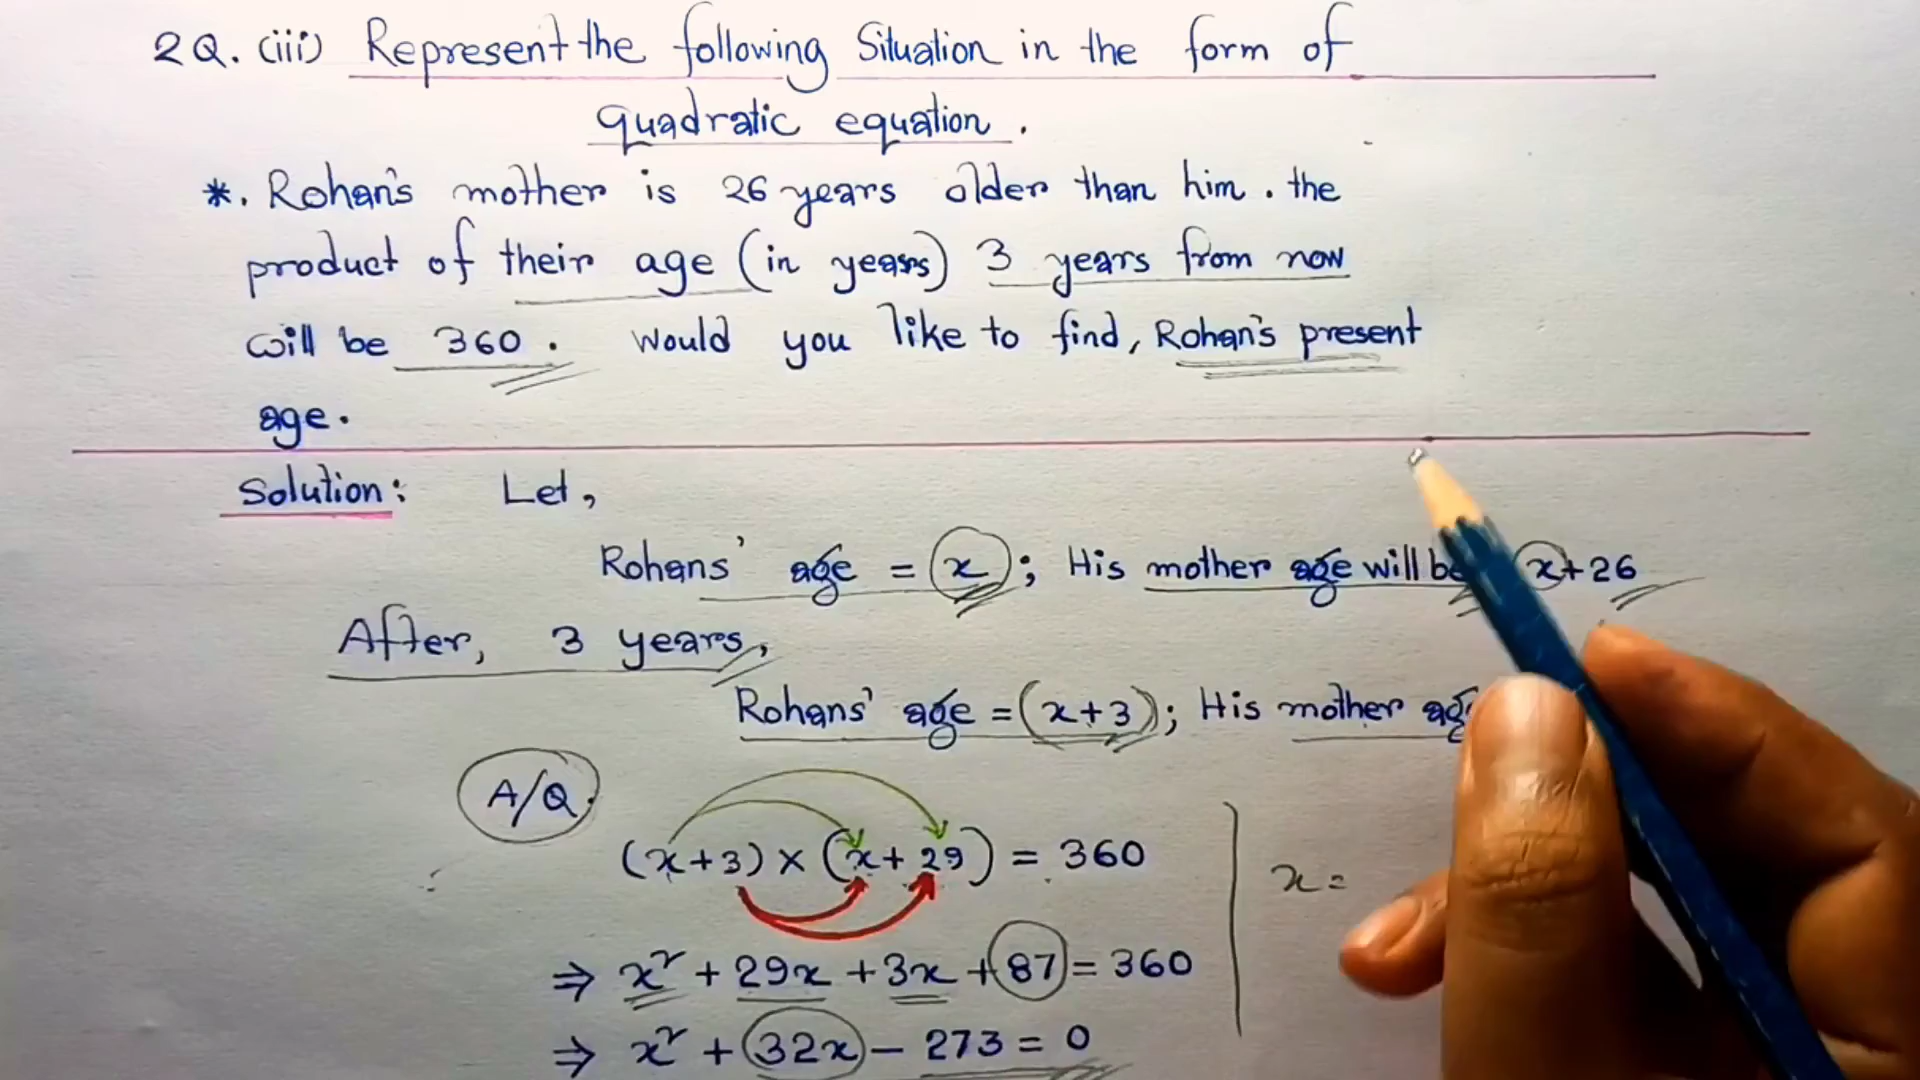 2Q. (iii) Represent the following Situation in the form of
quadratic equation.
*. Rohan's mother is 26 years older than him. the
product of their age (in years) 3 years from now
will be 360. Would you like to find, Rohan's present
age.
Solution: Let,
Rohans' age = x; His mother age will be x+26
After, 3 years,
Rohans' age = (x+3); His mother age
A/Q.
(x+3) × (x+29) = 360
x =
⇒ x² + 29x + 3x + 87 = 360
⇒ x² + 32x - 273 = 0